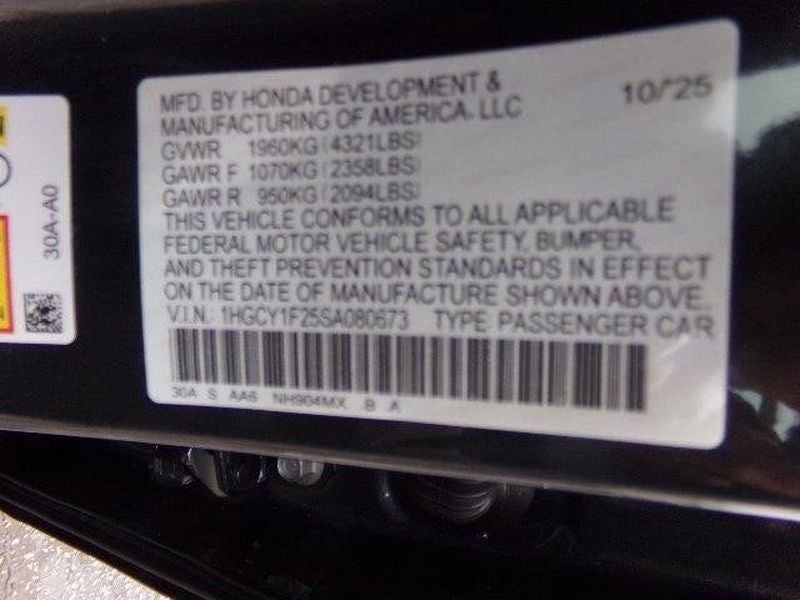 MFD. BY HONDA DEVELOPMENT & 10/'25
MANUFACTURING OF AMERICA, LLC
GVWR 1960KG (4321LBS)
GAWR F 1070KG (2358LBS)
GAWR R 950KG (2094LBS)
THIS VEHICLE CONFORMS TO ALL APPLICABLE
FEDERAL MOTOR VEHICLE SAFETY, BUMPER,
AND THEFT PREVENTION STANDARDS IN EFFECT
ON THE DATE OF MANUFACTURE SHOWN ABOVE.
V.I.N.: 1HGCY1F25SA080673 TYPE: PASSENGER CAR
30A S AA6 NH904MX B A
30A-A0